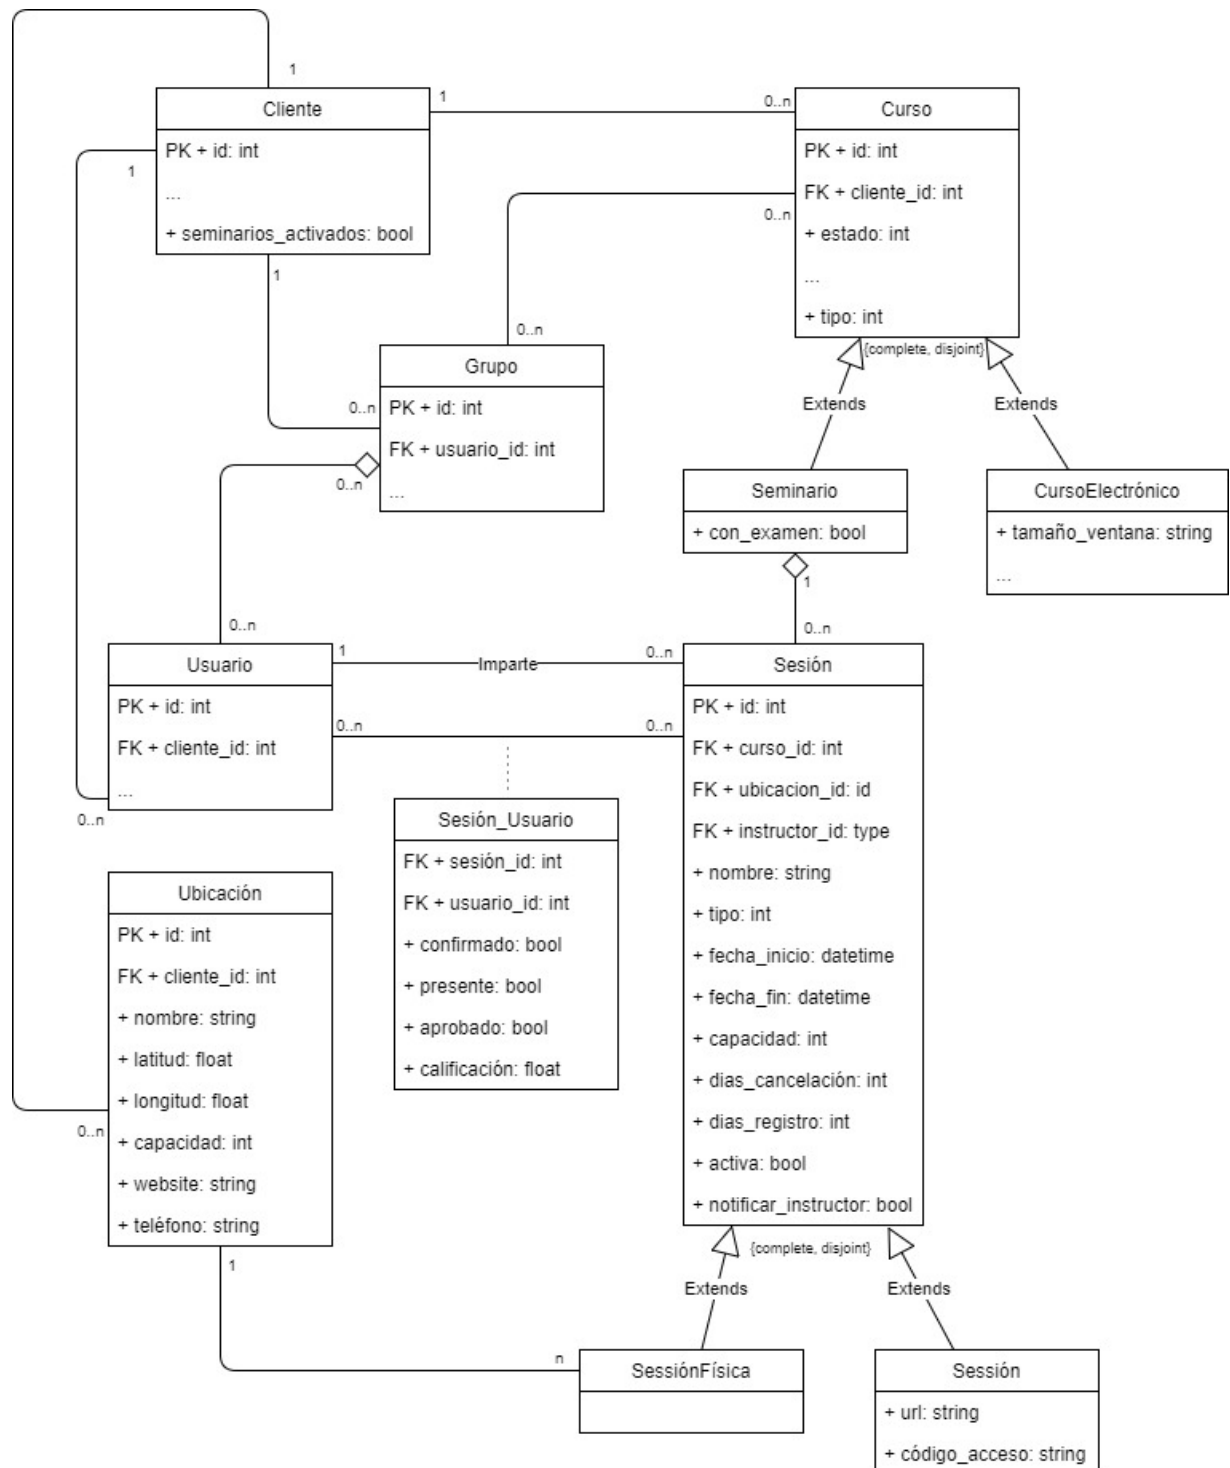 1
Cliente
PK + id: int
...
+ seminarios_activados: bool
1
1
1
0..n
Curso
PK + id: int
FK + cliente_id: int
+ estado: int
...
+ tipo: int
0..n
0..n
Grupo
PK + id: int
FK + usuario_id: int
...
0..n
0..n
{complete, disjoint}
Extends
Extends
Seminario
+ con_examen: bool
CursoElectrónico
+ tamaño_ventana: string
...
1
0..n
0..n
Usuario
PK + id: int
FK + cliente_id: int
...
0..n
1
Imparte
0..n
0..n
0..n
Sesión
PK + id: int
FK + curso_id: int
FK + ubicacion_id: id
FK + instructor_id: type
+ nombre: string
+ tipo: int
+ fecha_inicio: datetime
+ fecha_fin: datetime
+ capacidad: int
+ dias_cancelación: int
+ dias_registro: int
+ activa: bool
+ notificar_instructor: bool
Sesión_Usuario
FK + sesión_id: int
FK + usuario_id: int
+ confirmado: bool
+ presente: bool
+ aprobado: bool
+ calificación: float
Ubicación
PK + id: int
FK + cliente_id: int
+ nombre: string
+ latitud: float
+ longitud: float
+ capacidad: int
+ website: string
+ teléfono: string
0..n
1
n
{complete, disjoint}
Extends
Extends
SessiónFísica
Sessión
+ url: string
+ código_acceso: string